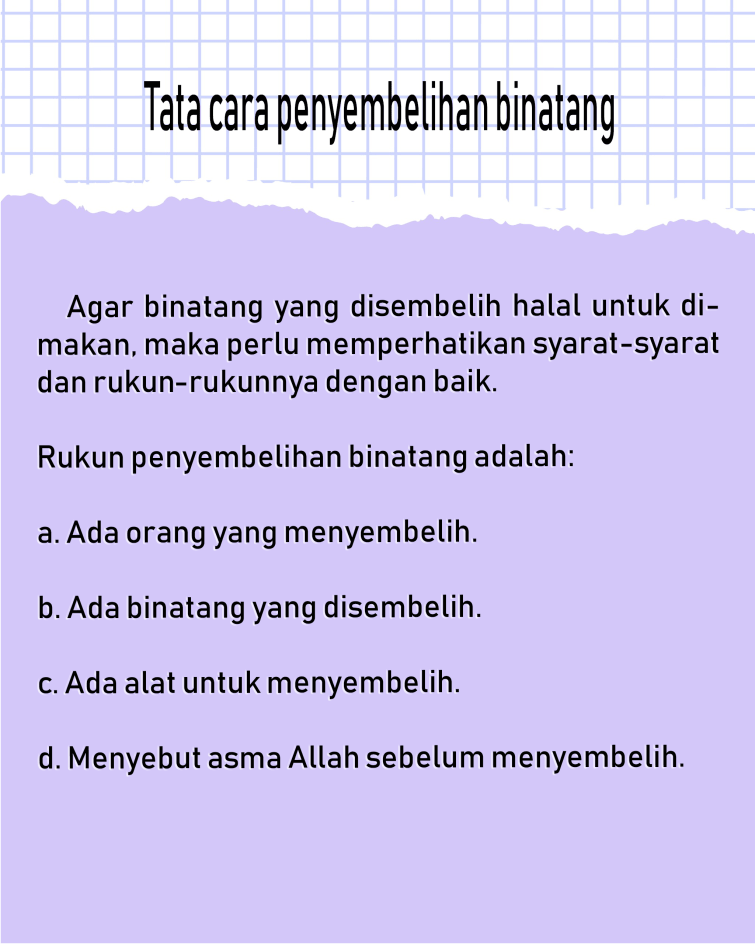 Tata cara penyembelihan binatang
Agar binatang yang disembelih halal untuk di-
makan, maka perlu memperhatikan syarat-syarat
dan rukun-rukunnya dengan baik.
Rukun penyembelihan binatang adalah:
a. Ada orang yang menyembelih.
b. Ada binatang yang disembelih.
c. Ada alat untuk menyembelih.
d. Menyebut asma Allah sebelum menyembelih.